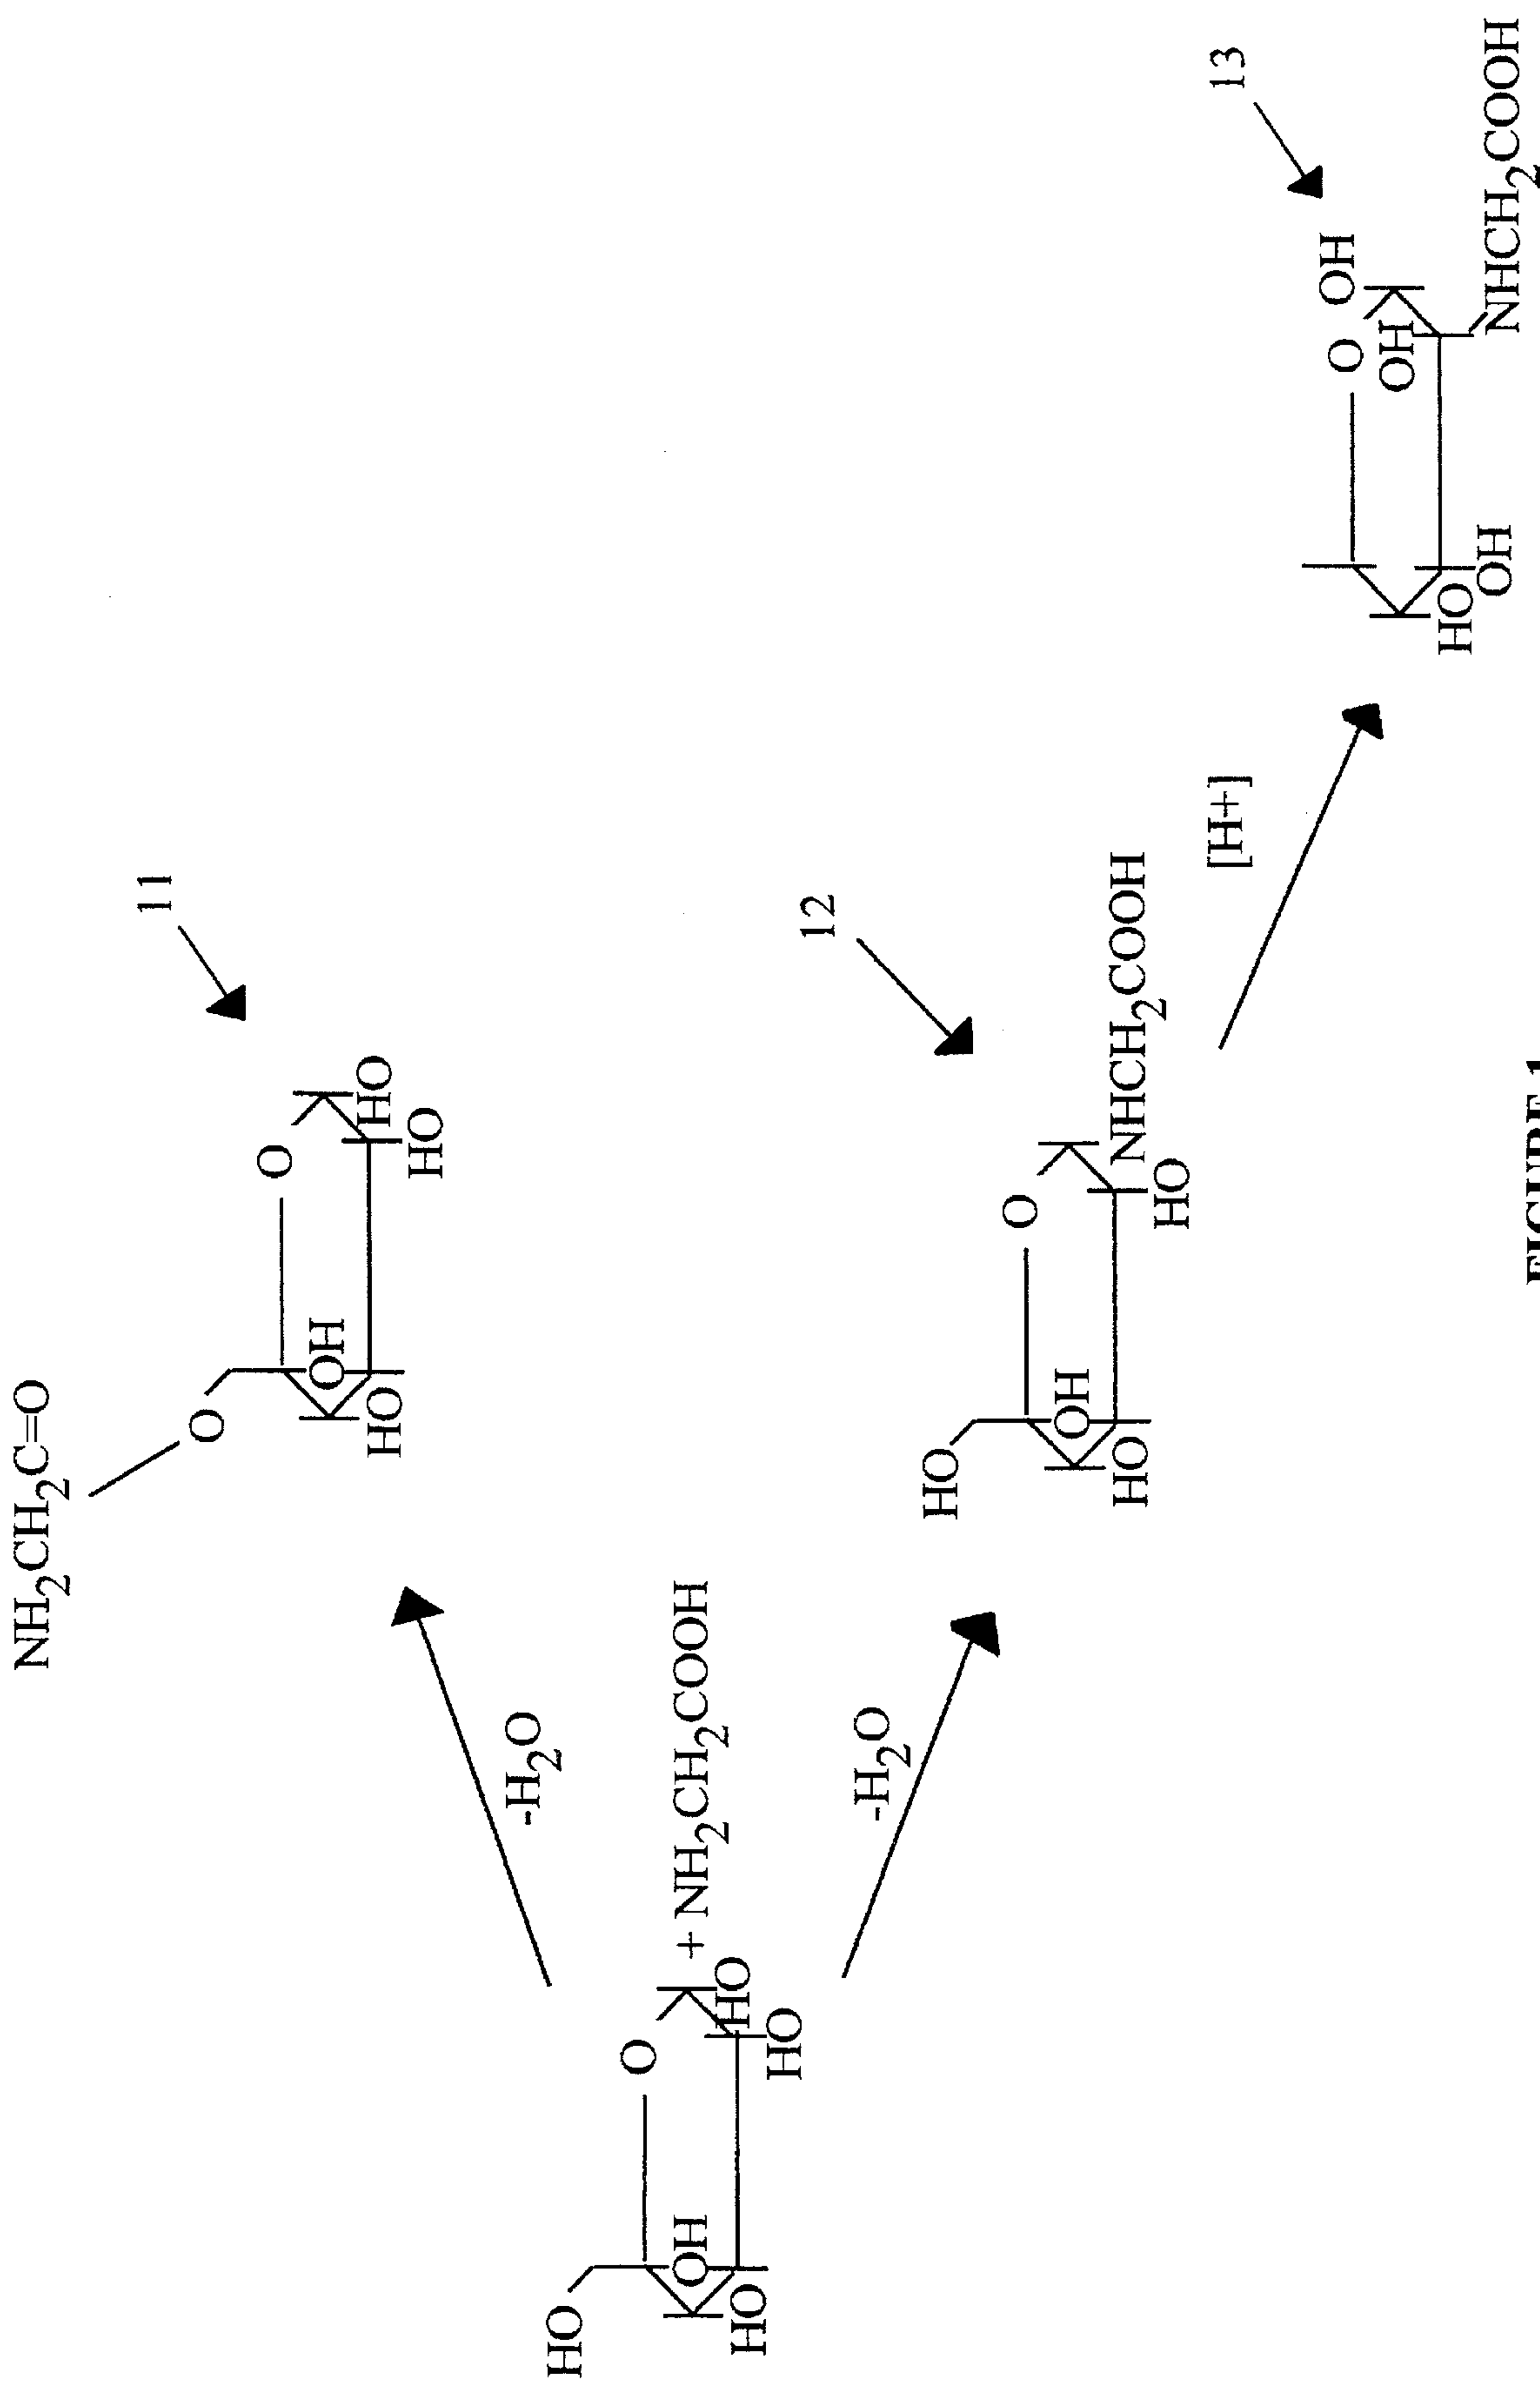 NH₂CH₂C=O
11
O
O
OH
HO
HO
HO
-H₂O
HO
O
OH
+ NH₂CH₂COOH
HO
HO
HO
12
-H₂O
HO
O
OH
HO
NHCH₂COOH
HO
[H+]
13
O
OH
OH
HO
OH
NHCH₂COOH
FIGURE 1